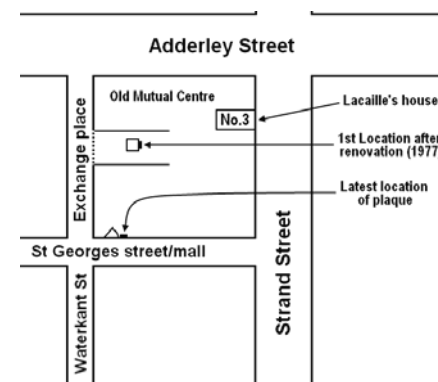 Adderley Street
Old Mutual Centre
No.3
Lacaille's house
Exchange place
1st Location after
renovation (1977
Latest location
of plaque
St Georges street/mall
Waterkant St
Strand Street